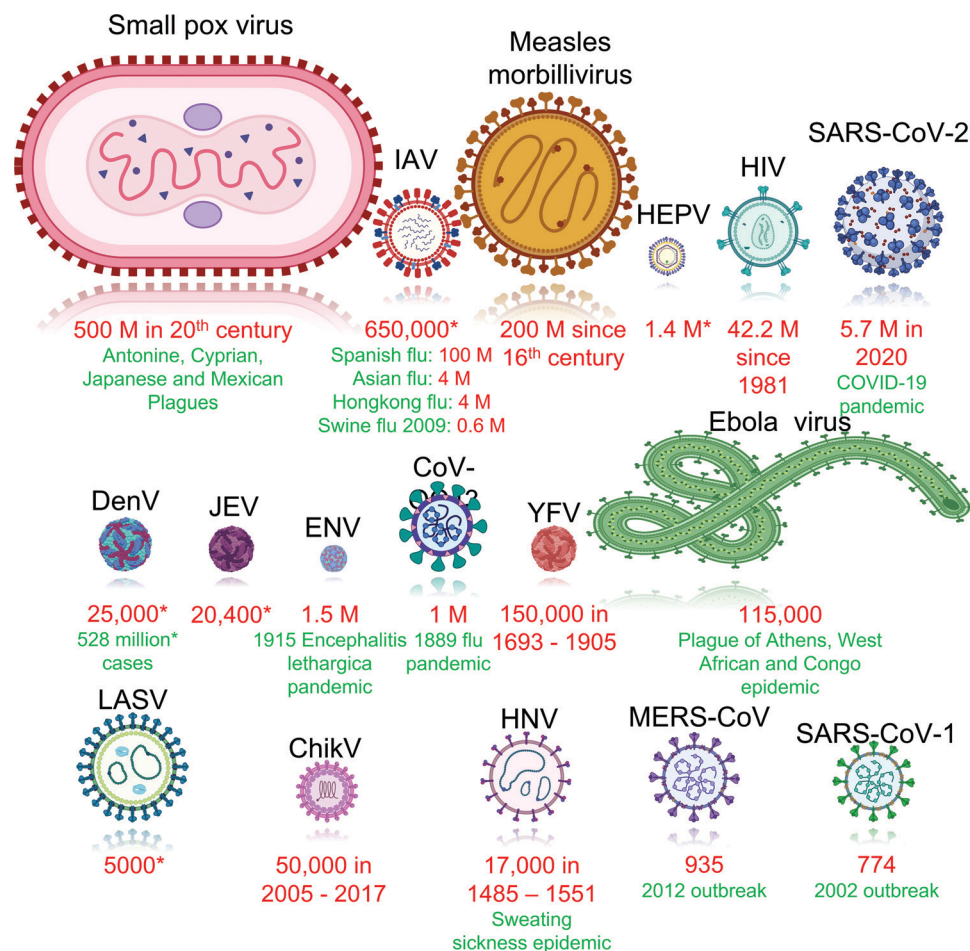 Small pox virus
IAV
Measles
morbillivirus
HEPV
HIV
SARS-CoV-2
500 M in 20th century
Antonine, Cyprian,
Japanese and Mexican
Plagues
650,000*
Spanish flu: 100 M
Asian flu: 4 M
Hongkong flu: 4 M
Swine flu 2009: 0.6 M
200 M since
16th century
1.4 M*
42.2 M
since
1981
5.7 M in
2020
COVID-19
pandemic
DenV
JEV
ENV
CoV-
YFV
Ebola virus
25,000*
528 million*
cases
20,400*
1.5 M
1915 Encephalitis
lethargica
pandemic
1 M
1889 flu
pandemic
150,000 in
1693 - 1905
115,000
Plague of Athens, West
African and Congo
epidemic
LASV
ChikV
HNV
MERS-CoV
SARS-CoV-1
5000*
50,000 in
2005 - 2017
17,000 in
1485 – 1551
Sweating
sickness epidemic
935
2012 outbreak
774
2002 outbreak